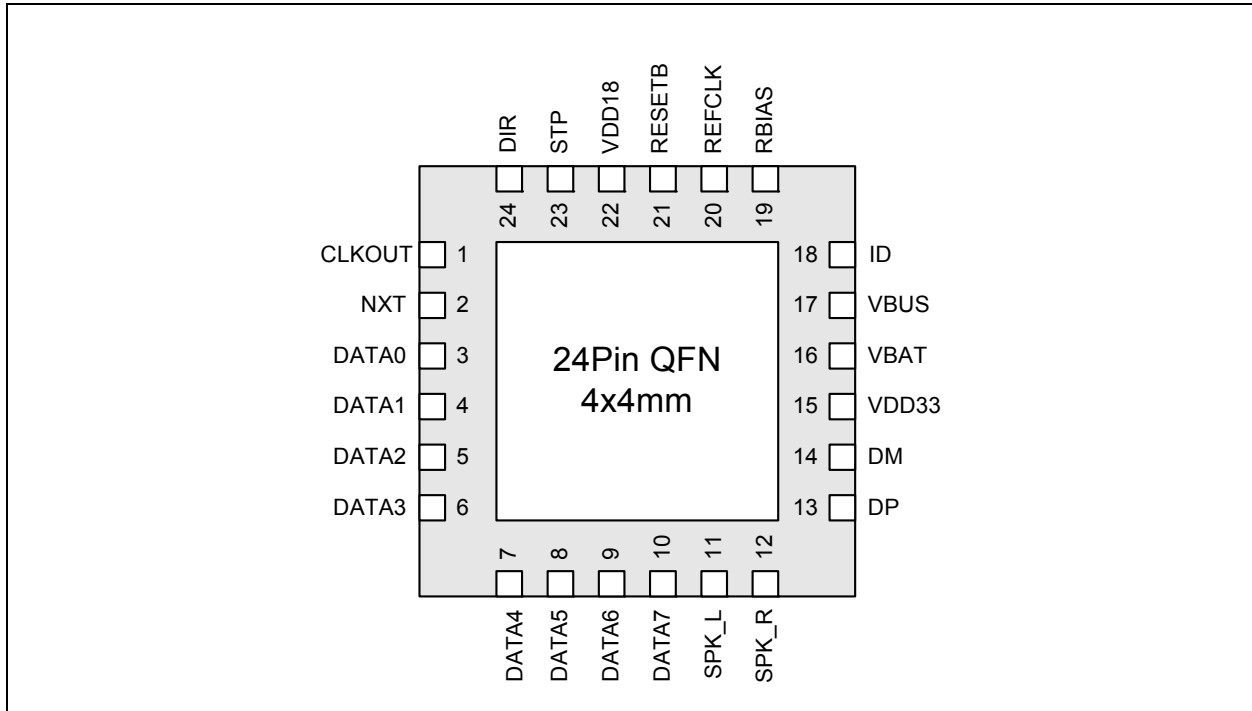 DIR
STP
VDD18
RESETB
REFCLK
RBIAS
24
23
22
21
20
19
CLKOUT 1
NXT 2
DATA0 3
DATA1 4
DATA2 5
DATA3 6
24Pin QFN
4x4mm
18 ID
17 VBUS
16 VBAT
15 VDD33
14 DM
13 DP
7
8
9
10
11
12
DATA4
DATA5
DATA6
DATA7
SPK_L
SPK_R